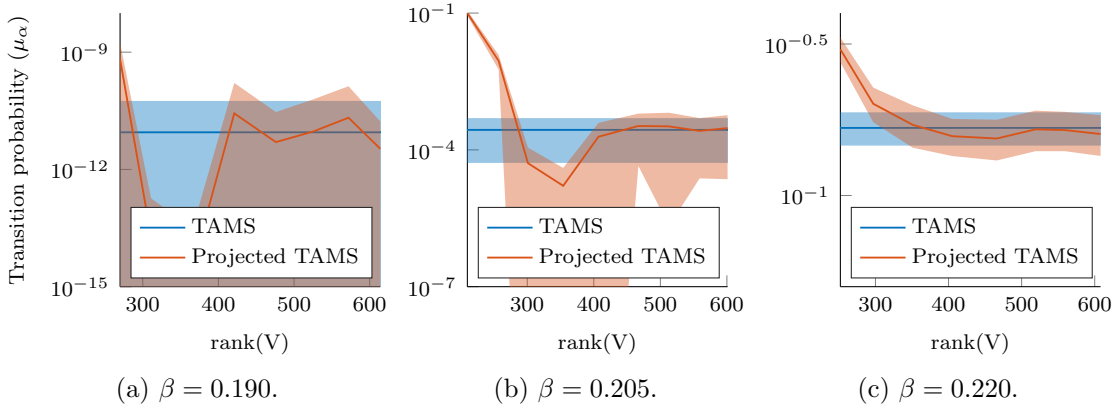 Transition probability (μ_α)
10^−9
10^−12
10^−15
300 400 500 600
rank(V)
TAMS
Projected TAMS
(a) β = 0.190.
10^−1
10^−4
10^−7
300 400 500 600
rank(V)
TAMS
Projected TAMS
(b) β = 0.205.
10^−0.5
10^−1
300 400 500 600
rank(V)
TAMS
Projected TAMS
(c) β = 0.220.